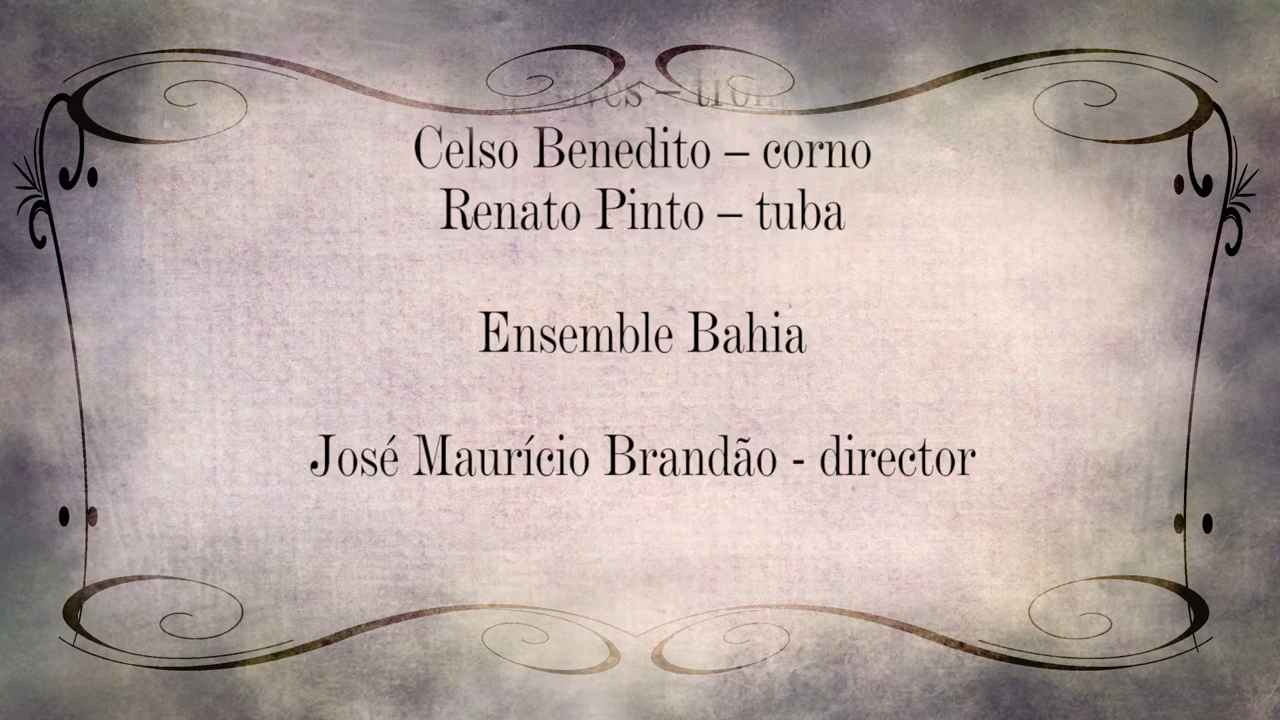 Celso Benedito – corno
Renato Pinto – tuba
Ensemble Bahia
José Maurício Brandão - director